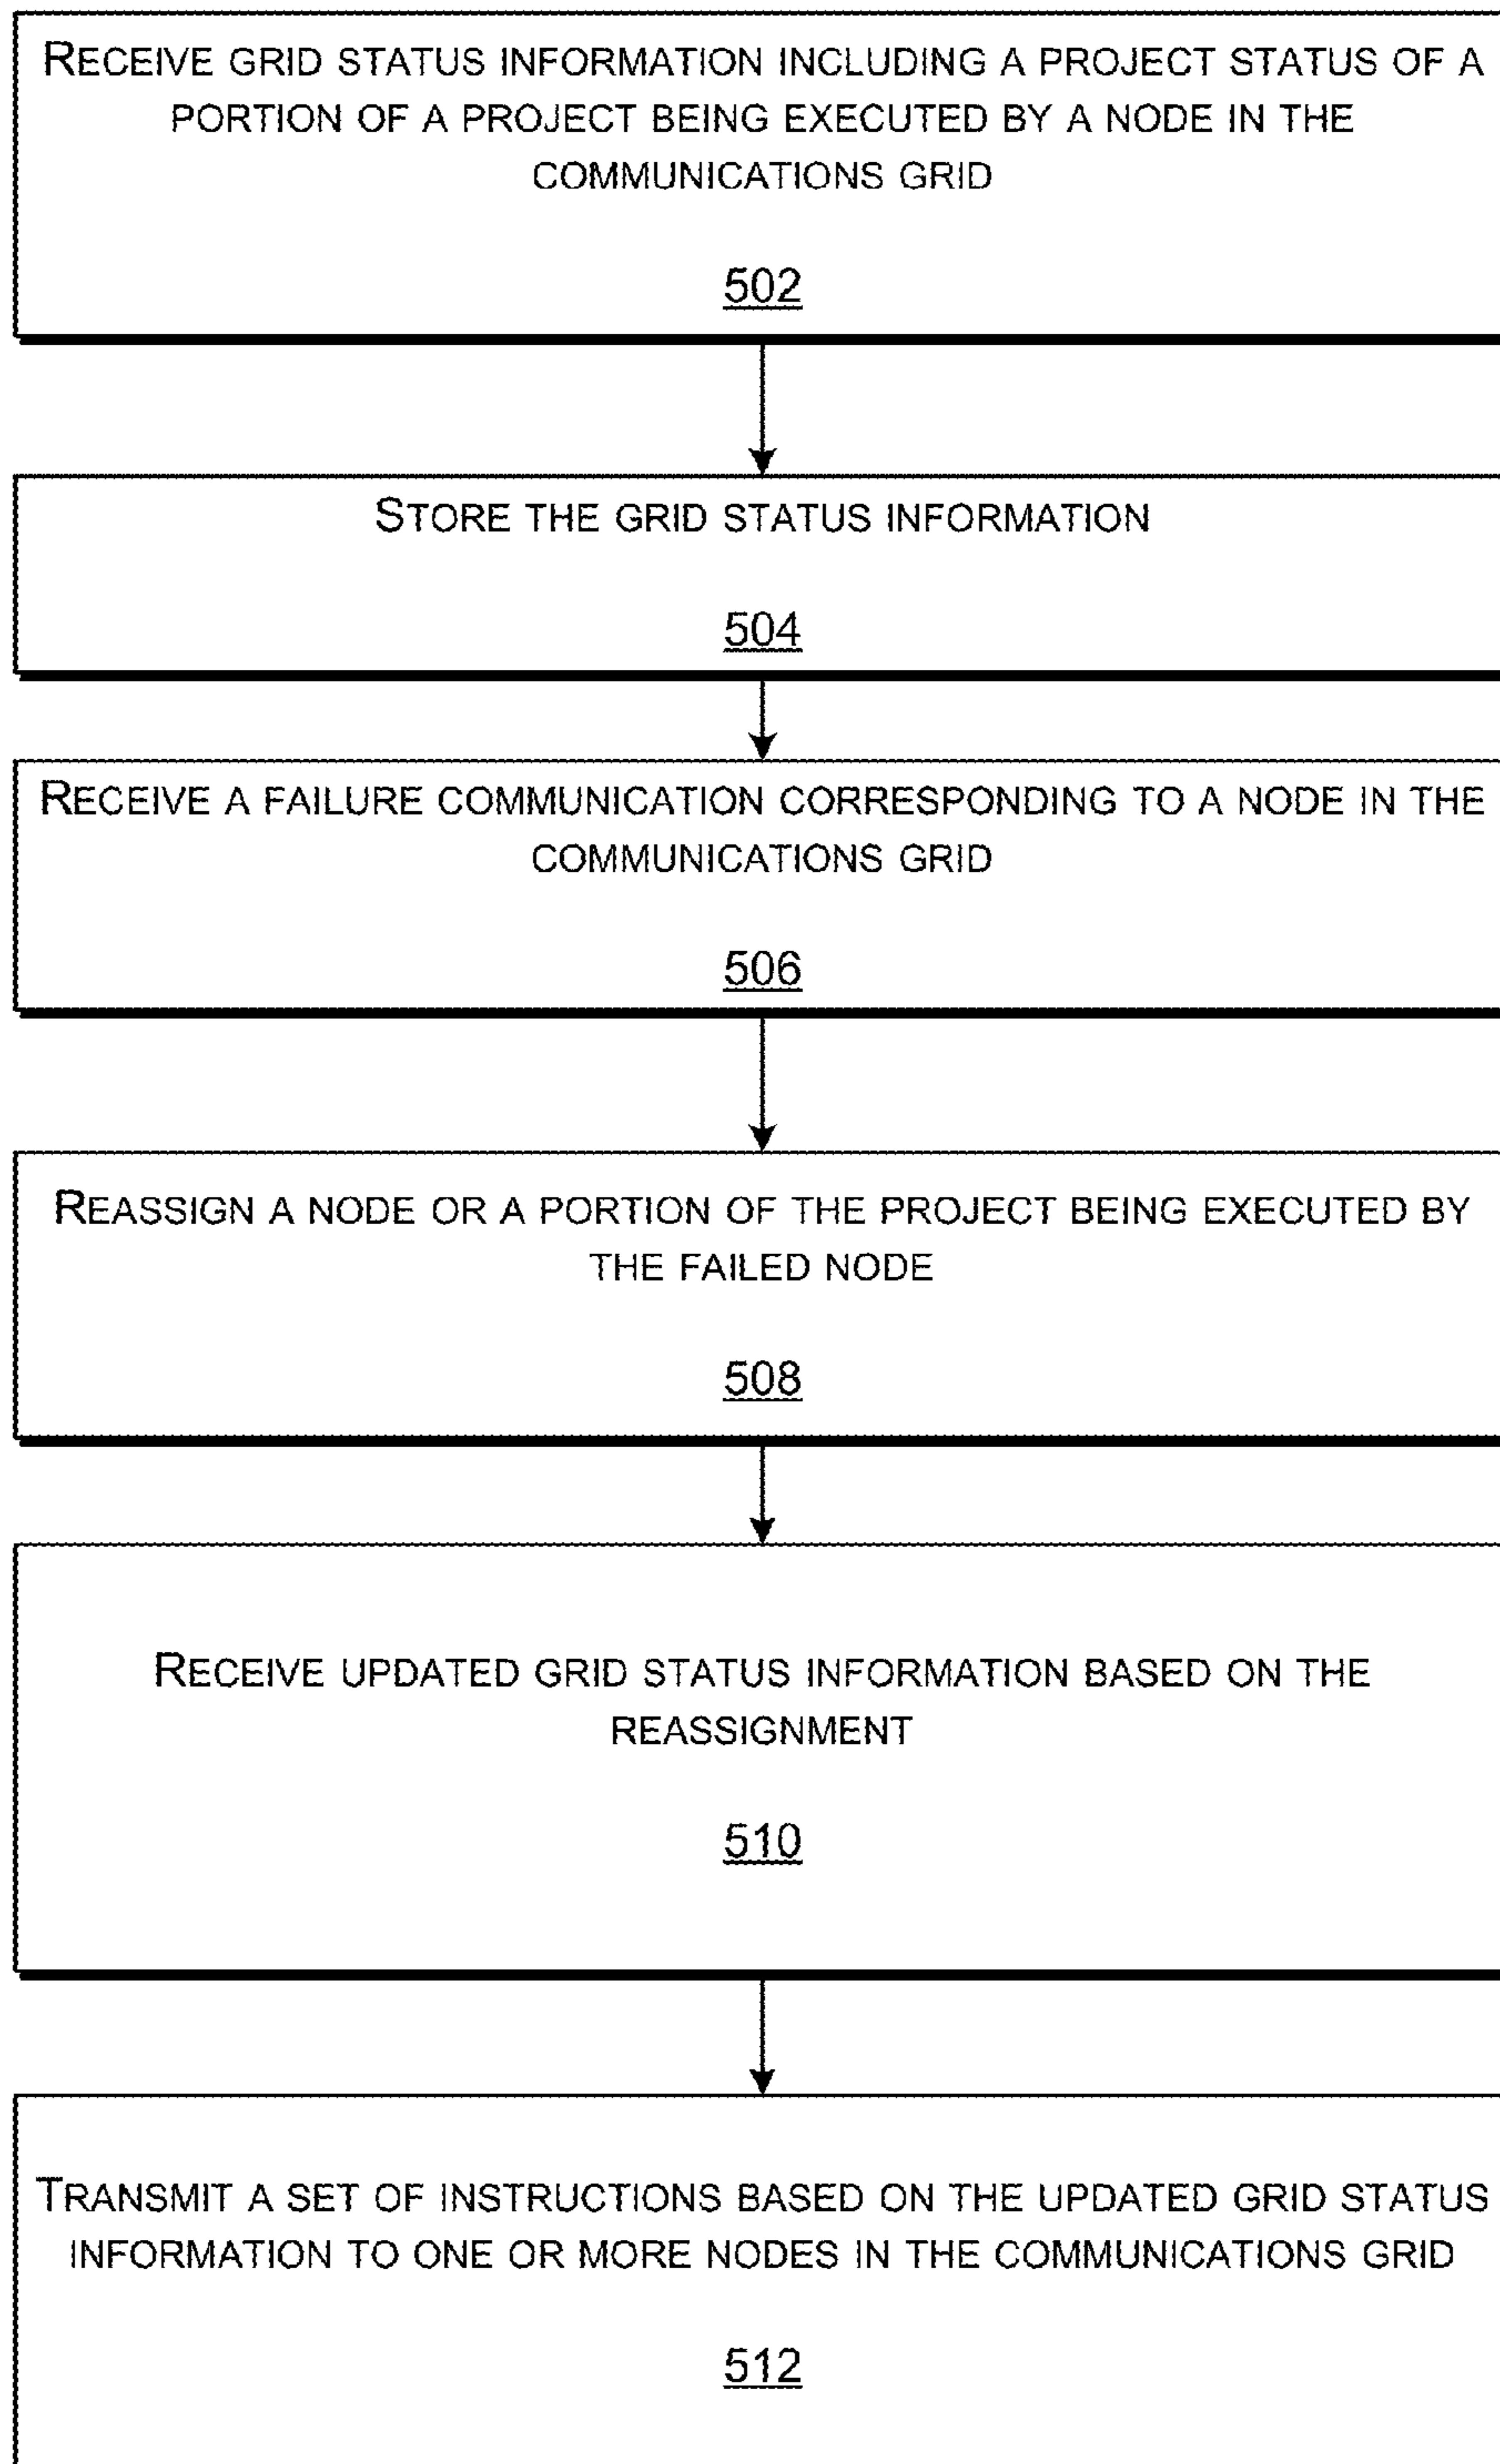 RECEIVE GRID STATUS INFORMATION INCLUDING A PROJECT STATUS OF A
PORTION OF A PROJECT BEING EXECUTED BY A NODE IN THE
COMMUNICATIONS GRID
502
STORE THE GRID STATUS INFORMATION
504
RECEIVE A FAILURE COMMUNICATION CORRESPONDING TO A NODE IN THE
COMMUNICATIONS GRID
506
REASSIGN A NODE OR A PORTION OF THE PROJECT BEING EXECUTED BY
THE FAILED NODE
508
RECEIVE UPDATED GRID STATUS INFORMATION BASED ON THE
REASSIGNMENT
510
TRANSMIT A SET OF INSTRUCTIONS BASED ON THE UPDATED GRID STATUS
INFORMATION TO ONE OR MORE NODES IN THE COMMUNICATIONS GRID
512